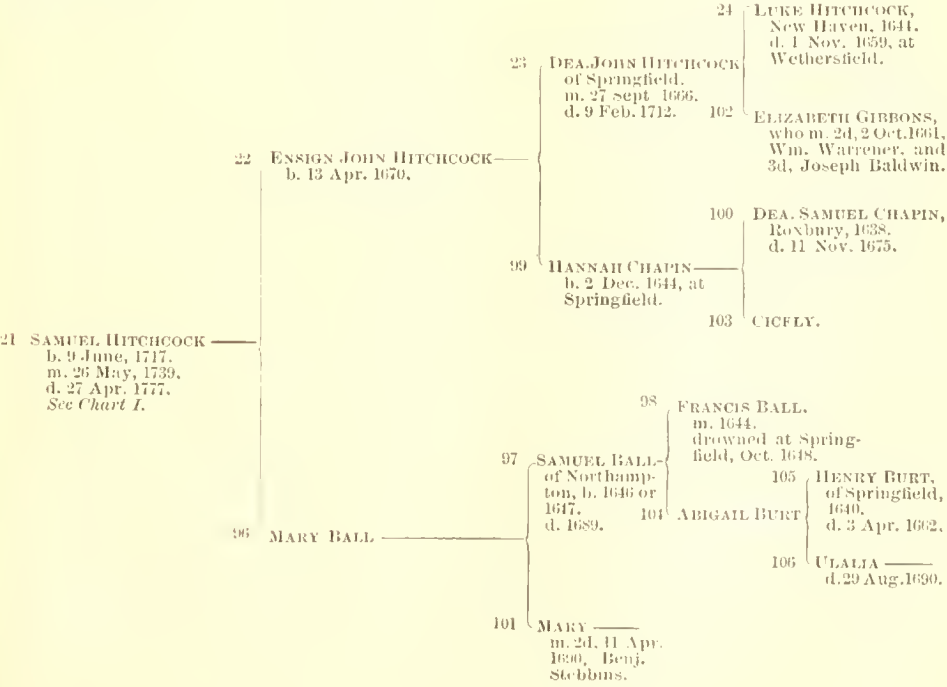 24 LUKE HITCHCOCK,
New Haven, 1644.
d. 1 Nov. 1659, at
Wethersfield.
23 DEA. JOHN HITCHCOCK
of Springfield.
m. 27 Sept 1666.
d. 9 Feb. 1712.
102 ELIZABETH GIBBONS,
who m. 2d, 2 Oct. 1661,
Wm. Warrener, and
3d, Joseph Baldwin.
22 ENSIGN JOHN HITCHCOCK
b. 13 Apr. 1670.
100 DEA. SAMUEL CHAPIN,
Roxbury, 1638.
d. 11 Nov. 1675.
99 HANNAH CHAPIN
b. 2 Dec. 1644, at
Springfield.
103 CICELY.
21 SAMUEL HITCHCOCK
b. 9 June, 1717.
m. 26 May, 1739.
d. 27 Apr. 1777.
See Chart I.
98 FRANCIS BALL.
m. 1644.
drowned at Spring-
field, Oct. 1648.
97 SAMUEL BALL
of Northamp-
ton, b. 1646 or
1647.
d. 1689.
105 HENRY BURT,
of Springfield,
1640.
d. 3 Apr. 1662.
104 ABIGAIL BURT
106 ULALIA
d. 29 Aug. 1690.
96 MARY BALL
101 MARY
m. 2d, 11 Apr.
1690, Benj.
Stebbins.